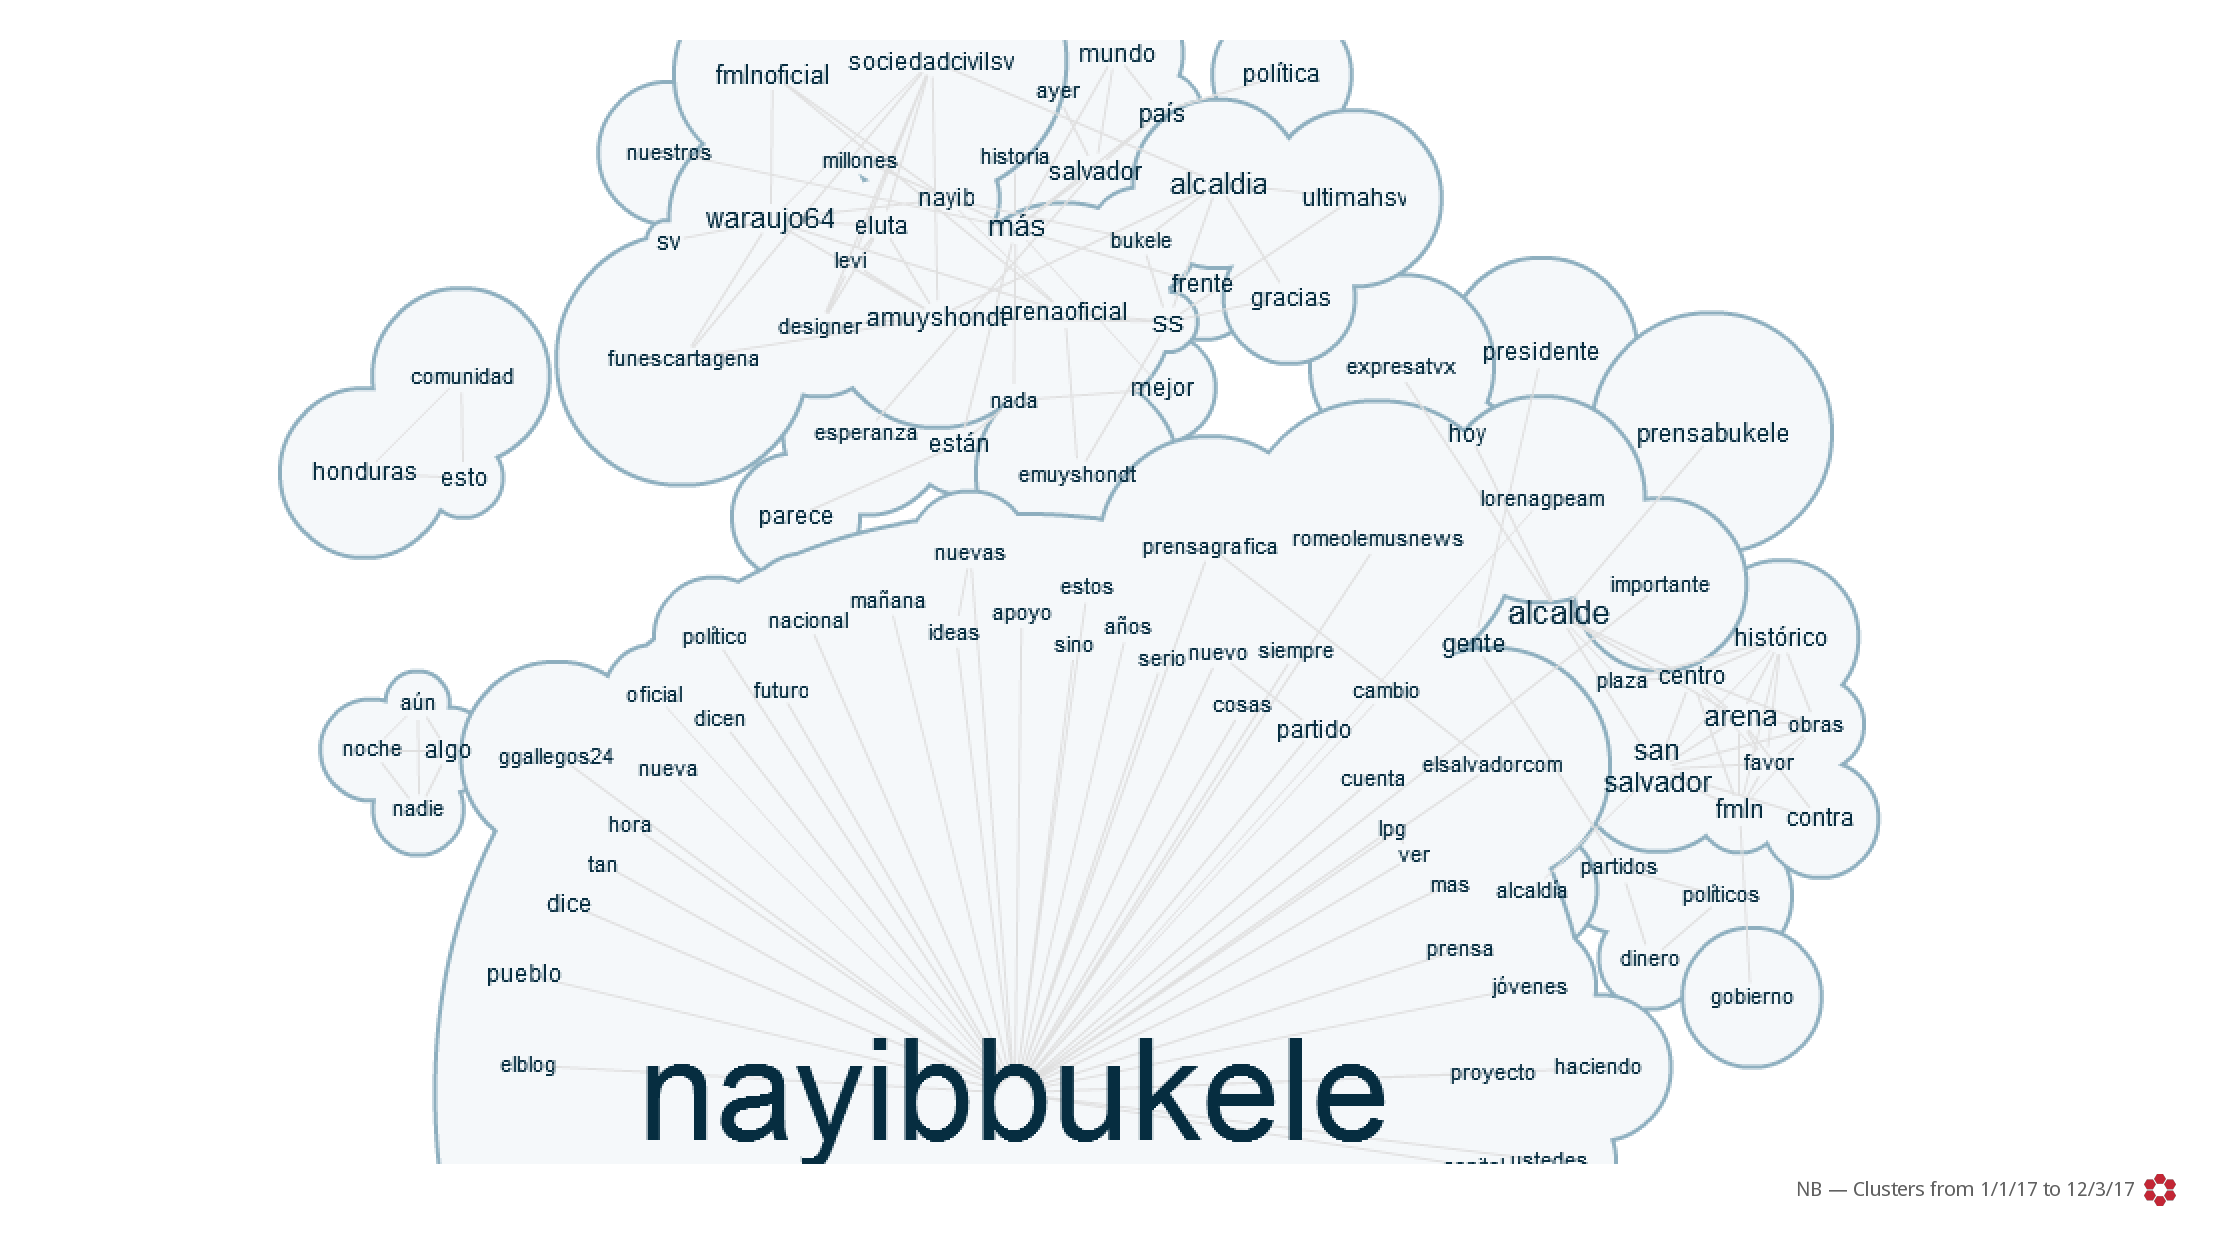 mundo
sociedadcivilsv
fmlnoficial
política
ayer
país
nuestros
millones
historia
salvador
alcaldia
nayib
ultimahsv
waraujo64
eluta
más
sv
bukele
levi
frente
gracias
amuyshondt
arenaoficial
ss
designer
presidente
funescartagena
expresatvx
comunidad
mejor
nada
esperanza
están
hoy
prensabukele
honduras
esto
emuyshondt
lorenagpeam
parece
romeolemusnews
prensagrafica
nuevas
estos
importante
mañana
apoyo
alcalde
nacional
ideas
años
político
sino
gente
histórico
serio
nuevo
siempre
plaza
centro
oficial
futuro
cambio
aún
cosas
dicen
arena
obras
partido
noche
algo
san
salvador
ggallegos24
nueva
elsalvadorcom
favor
cuenta
nadie
fmln
contra
hora
lpg
ver
tan
partidos
mas
alcaldía
políticos
dice
prensa
dinero
pueblo
jóvenes
gobierno
elblog
proyecto
haciendo
nayibbukele
ustedes
NB — Clusters from 1/1/17 to 12/3/17